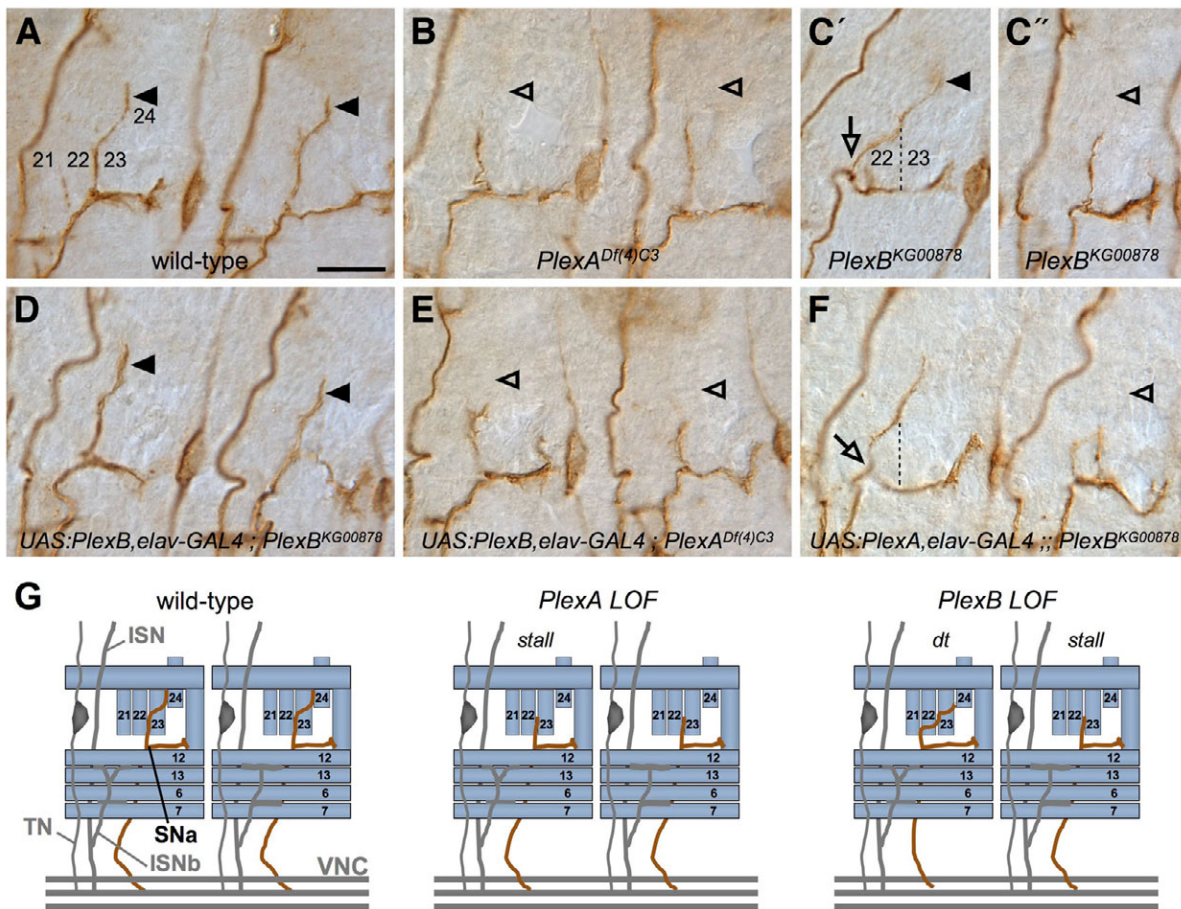 A
24
21 22 23
wild-type
B
PlexA^Df(4)C3
C′
22 23
PlexB^KG00878
C″
PlexB^KG00878
D
UAS:PlexB,elav-GAL4 ; PlexB^KG00878
E
UAS:PlexB,elav-GAL4 ; PlexA^Df(4)C3
F
UAS:PlexA,elav-GAL4 ;; PlexB^KG00878
G
wild-type
ISN
24 24
21 22 23 21 22 23
12 12
13 13
6 6
7 7
TN
SNa
ISNb
VNC
PlexA LOF
stall
24 24
21 22 23 21 22 23
12 12
13 13
6 6
7 7
PlexB LOF
dt stall
24 24
21 22 23 21 22 23
12 12
13 13
6 6
7 7